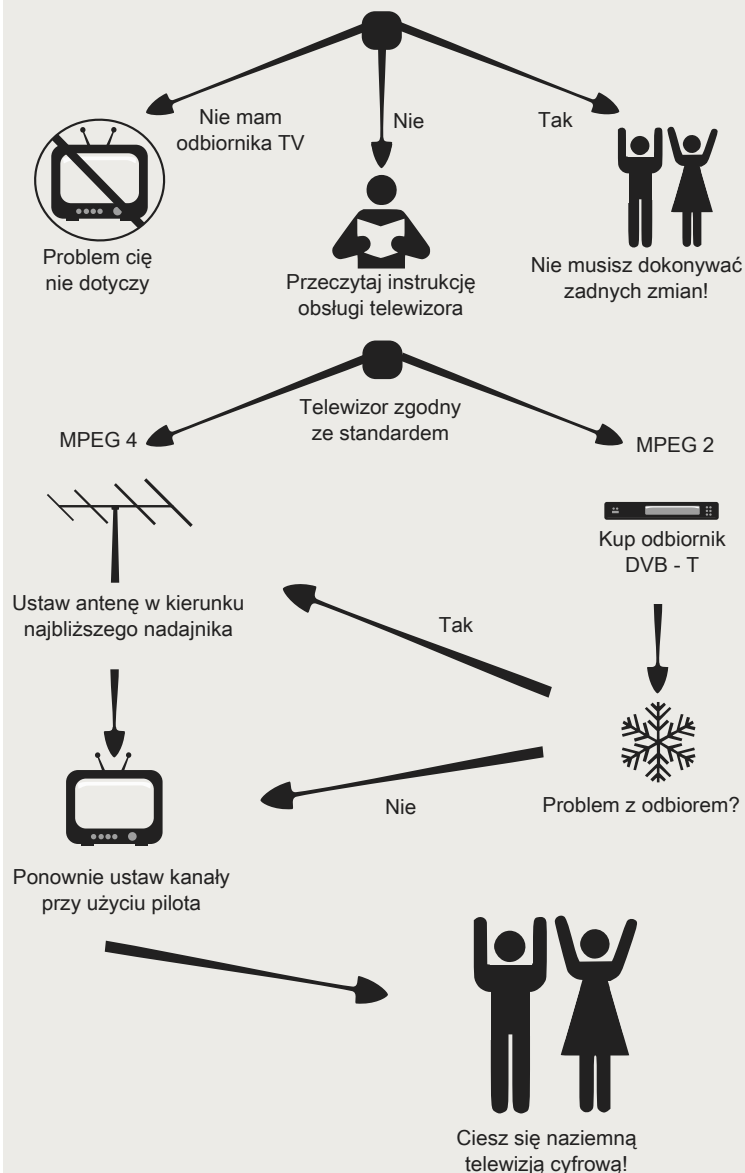 Nie mam
odbiornika TV
Nie
Tak
Problem cię
nie dotyczy
Przeczytaj instrukcję
obsługi telewizora
Nie musisz dokonywać
zadnych zmian!
Telewizor zgodny
ze standardem
MPEG 4
MPEG 2
Kup odbiornik
DVB - T
Ustaw antenę w kierunku
najbliższego nadajnika
Tak
Nie
Problem z odbiorem?
Ponownie ustaw kanały
przy użyciu pilota
Ciesz się naziemną
telewizją cyfrową!